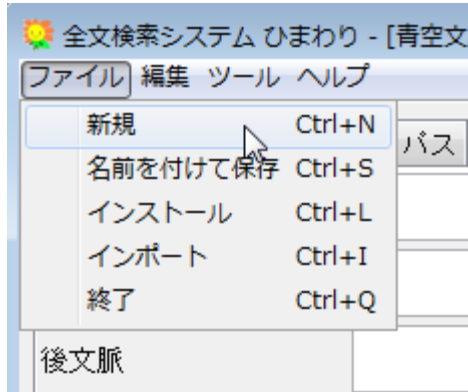 全文検索システム ひまわり - [青空文
ファイル 編集 ツール ヘルプ
新規 Ctrl+N
パス
名前を付けて保存 Ctrl+S
インストール Ctrl+L
インポート Ctrl+I
終了 Ctrl+Q
後文脈